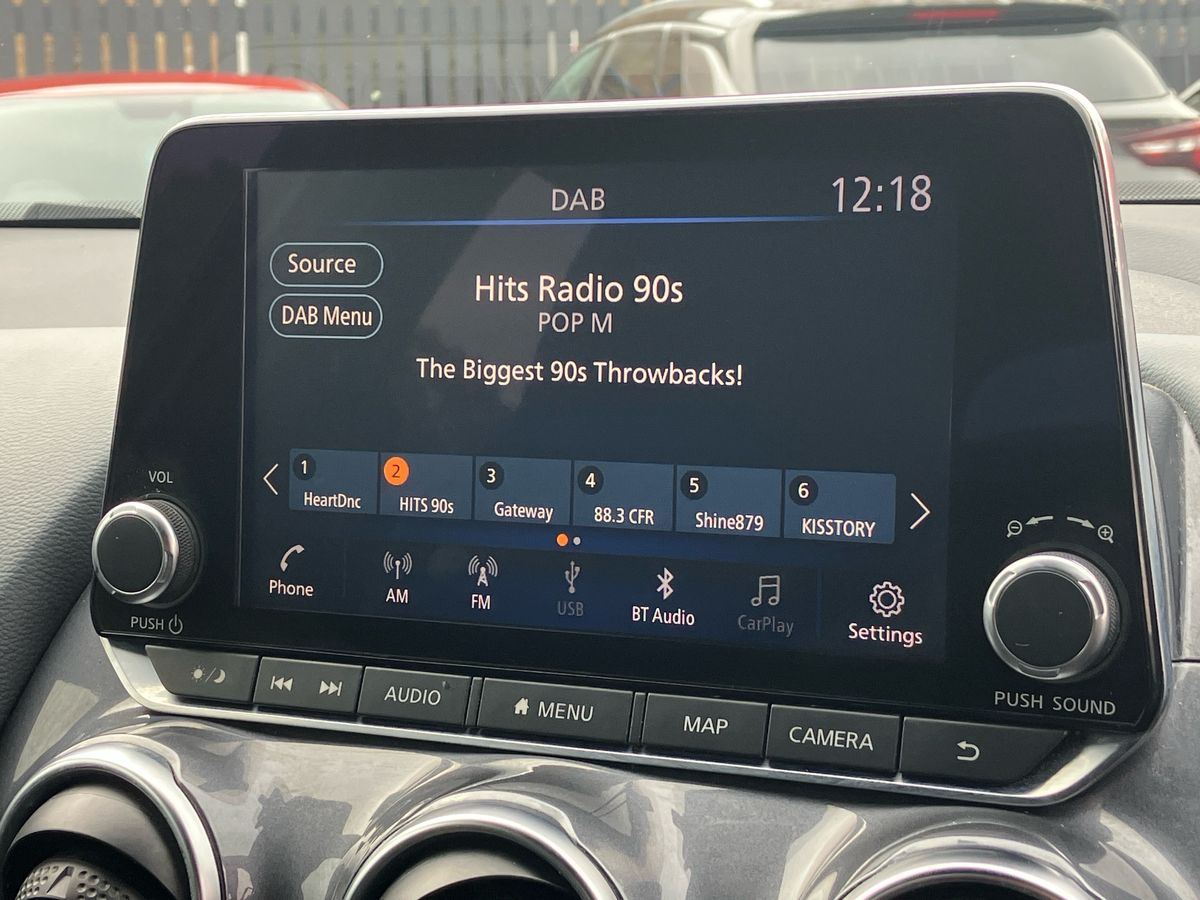 DAB
12:18
Source
DAB Menu
Hits Radio 90s
POP M
The Biggest 90s Throwbacks!
1
HeartDnc
2
HITS 90s
3
Gateway
4
88.3 CFR
5
Shine879
6
KISSTORY
VOL
PUSH
Phone
AM
FM
USB
BT Audio
CarPlay
Settings
PUSH SOUND
AUDIO
MENU
MAP
CAMERA